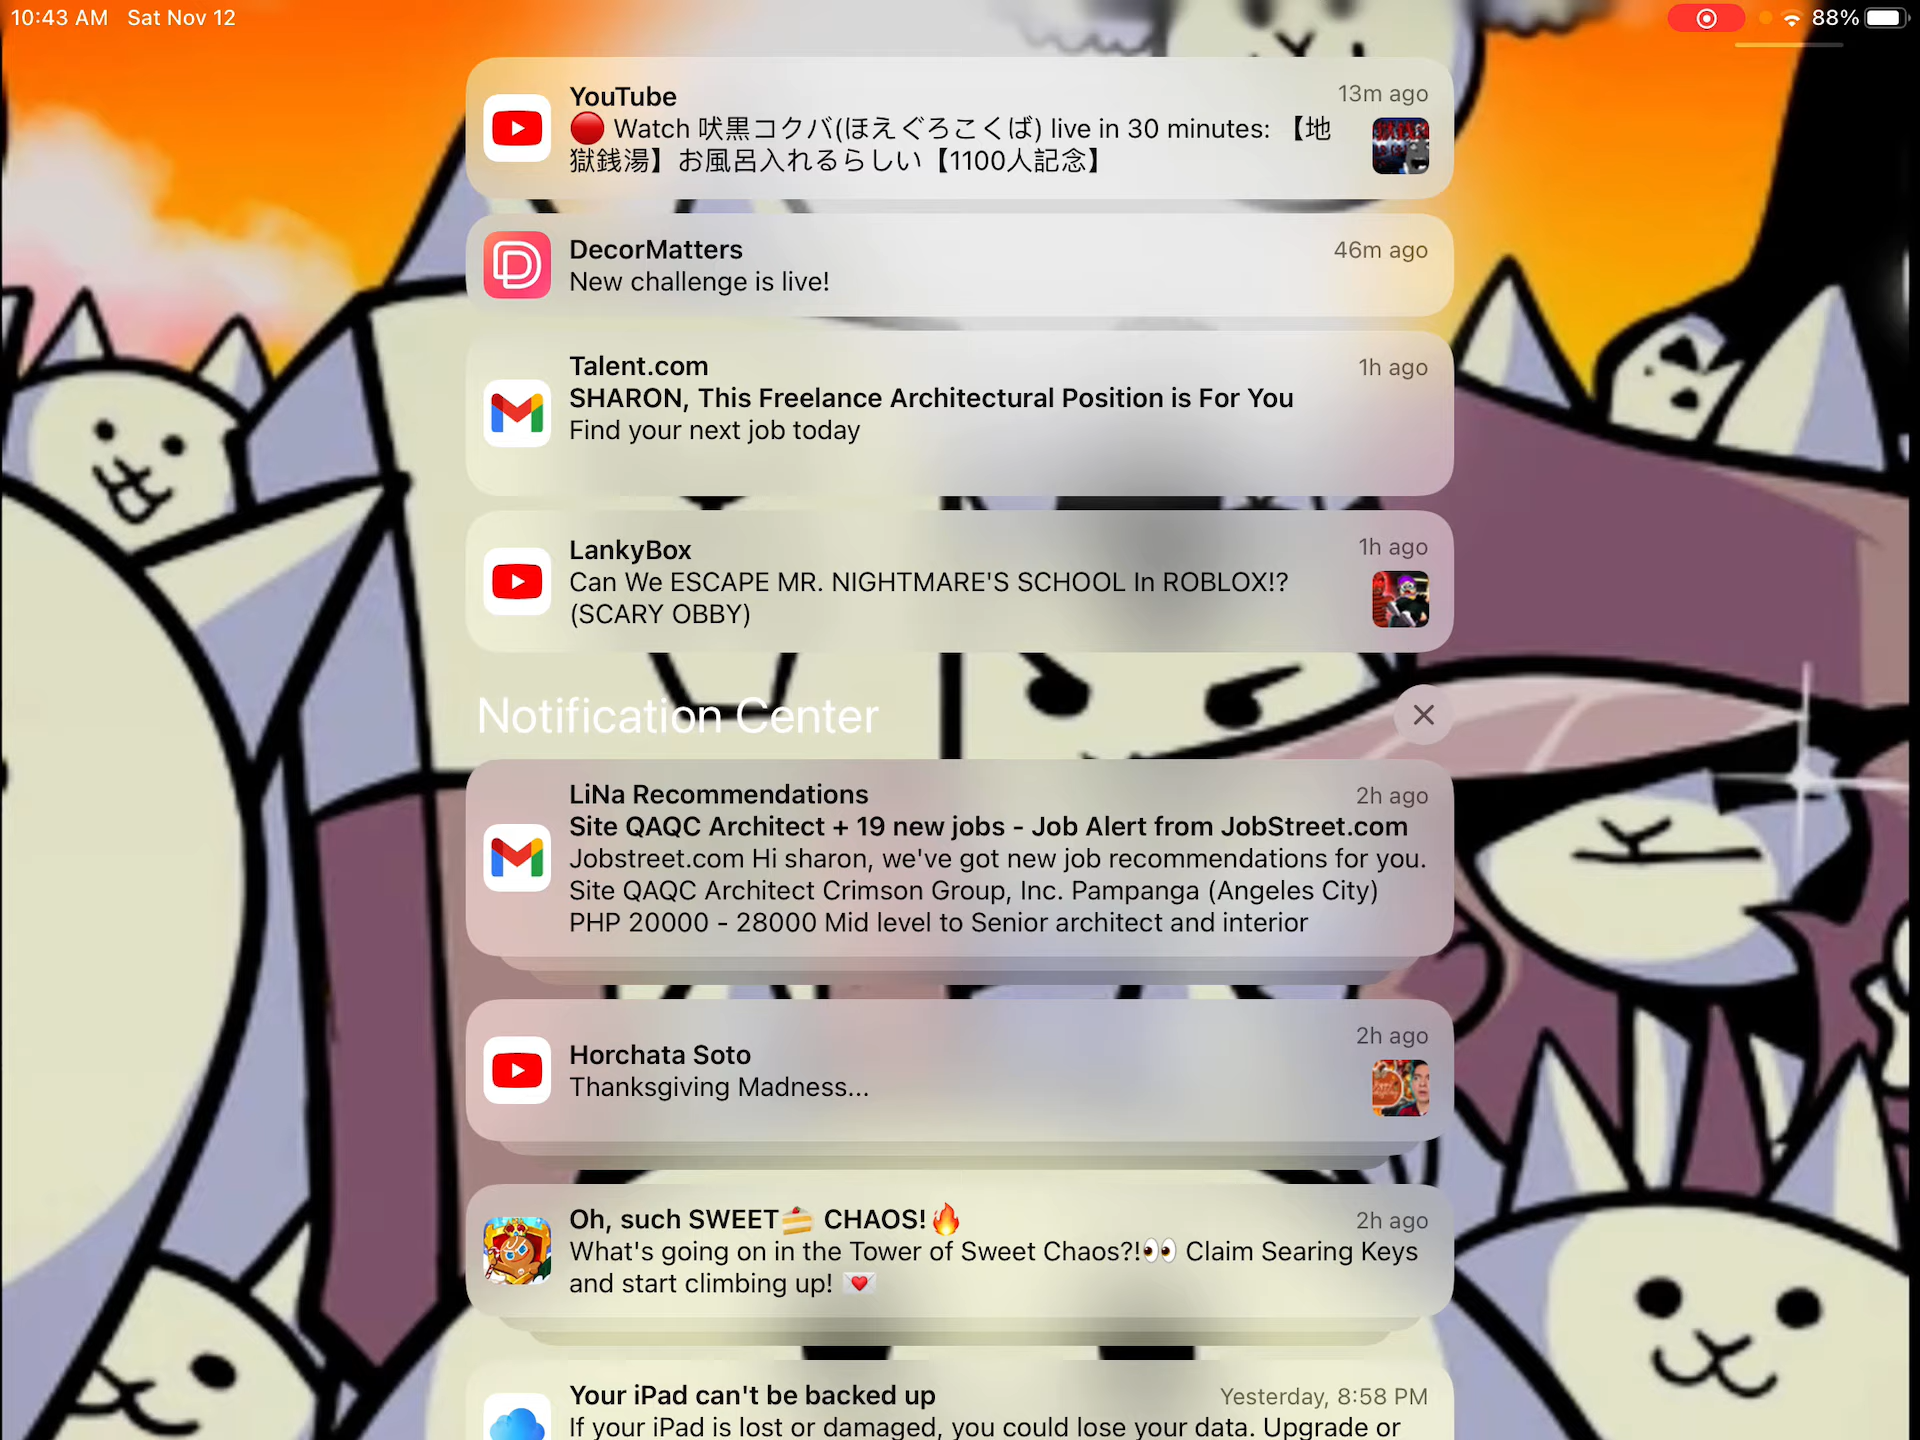 10:43 AM Sat Nov 12
88%
YouTube
13m ago
🔴 Watch 吠黒コクバ(ほえぐろこくば) live in 30 minutes: 【地
獄銭湯】お風呂入れるらしい【1100人記念】
DecorMatters
46m ago
New challenge is live!
Talent.com
1h ago
SHARON, This Freelance Architectural Position is For You
Find your next job today
LankyBox
1h ago
Can We ESCAPE MR. NIGHTMARE'S SCHOOL In ROBLOX!?
(SCARY OBBY)
Notification Center
LiNa Recommendations
2h ago
Site QAQC Architect + 19 new jobs - Job Alert from JobStreet.com
Jobstreet.com Hi sharon, we've got new job recommendations for you.
Site QAQC Architect Crimson Group, Inc. Pampanga (Angeles City)
PHP 20000 - 28000 Mid level to Senior architect and interior
2h ago
Horchata Soto
Thanksgiving Madness...
Oh, such SWEET🍰 CHAOS!🔥
2h ago
What's going on in the Tower of Sweet Chaos?!👀 Claim Searing Keys
and start climbing up! 💌
Your iPad can't be backed up
Yesterday, 8:58 PM
If your iPad is lost or damaged, you could lose your data. Upgrade or